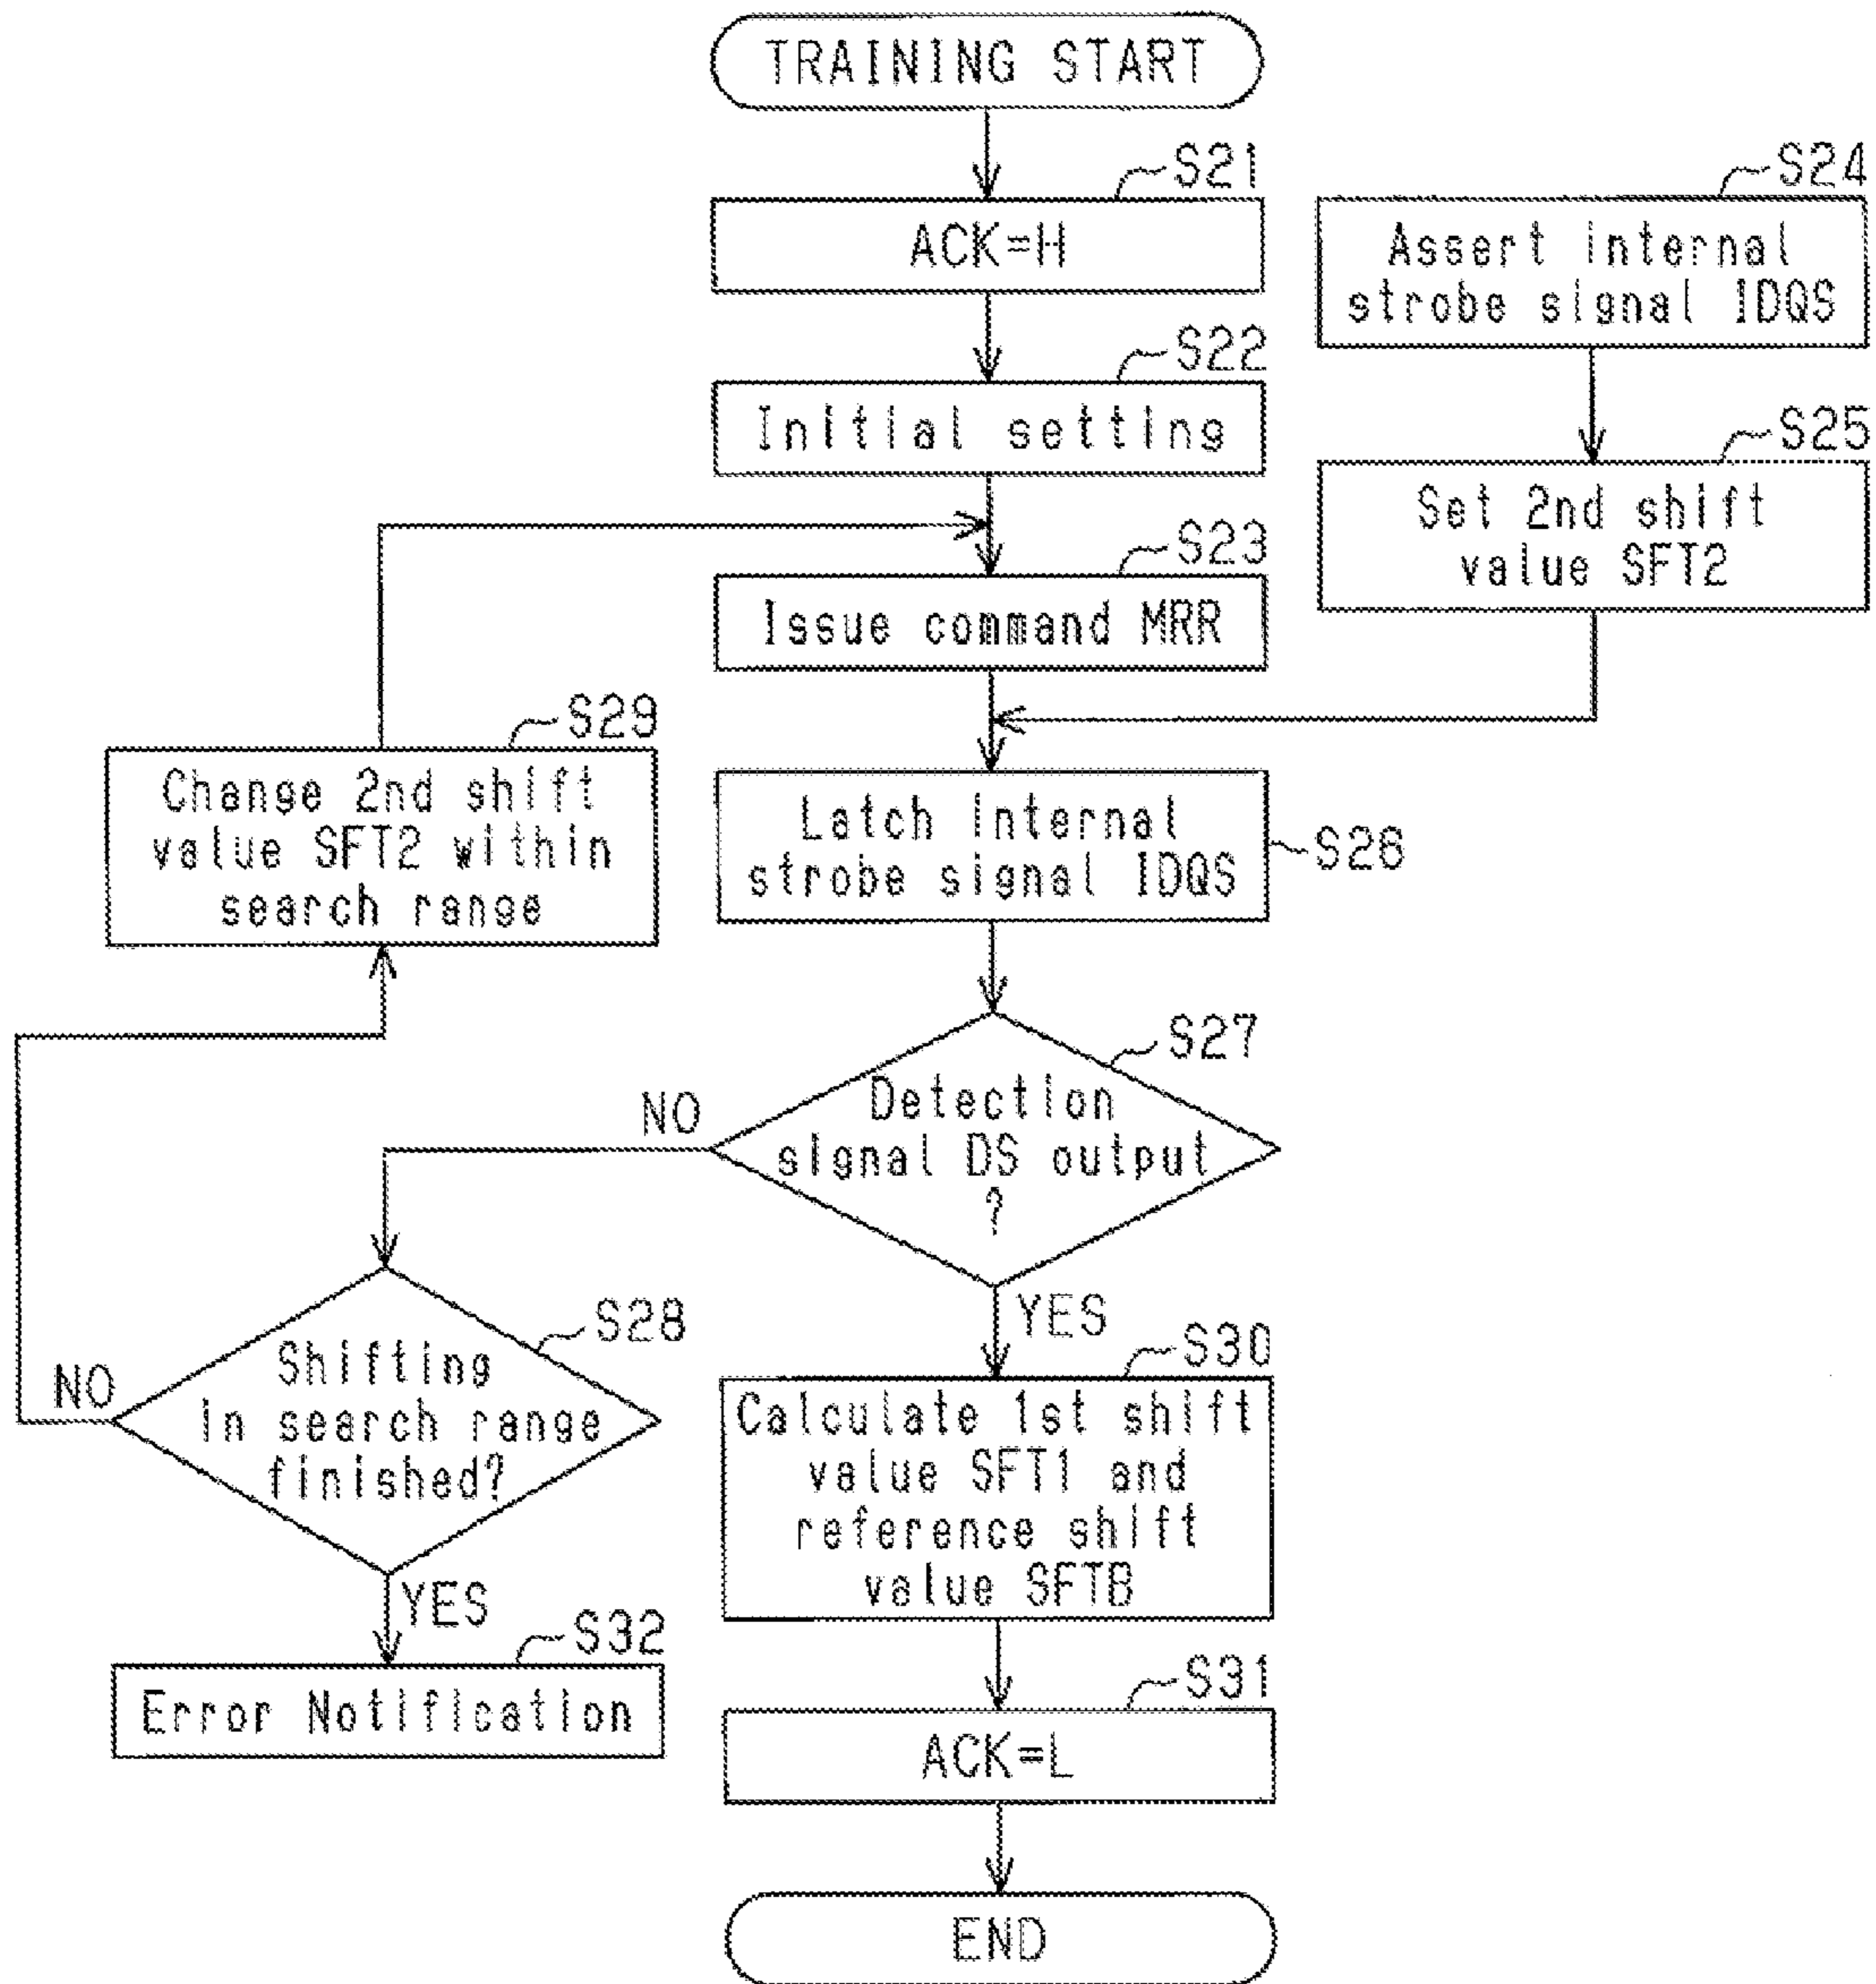 TRAINING START
S21
ACK=H
S24
Assert internal
strobe signal IDQS
S22
Initial setting
S25
Set 2nd shift
value SFT2
S23
Issue command MRR
S29
Change 2nd shift
value SFT2 within
search range
Latch internal
strobe signal IDQS
S26
S27
Detection
signal DS output
?
NO
YES
S28
Shifting
in search range
finished?
NO
YES
S30
Calculate 1st shift
value SFT1 and
reference shift
value SFTB
S32
Error Notification
S31
ACK=L
END